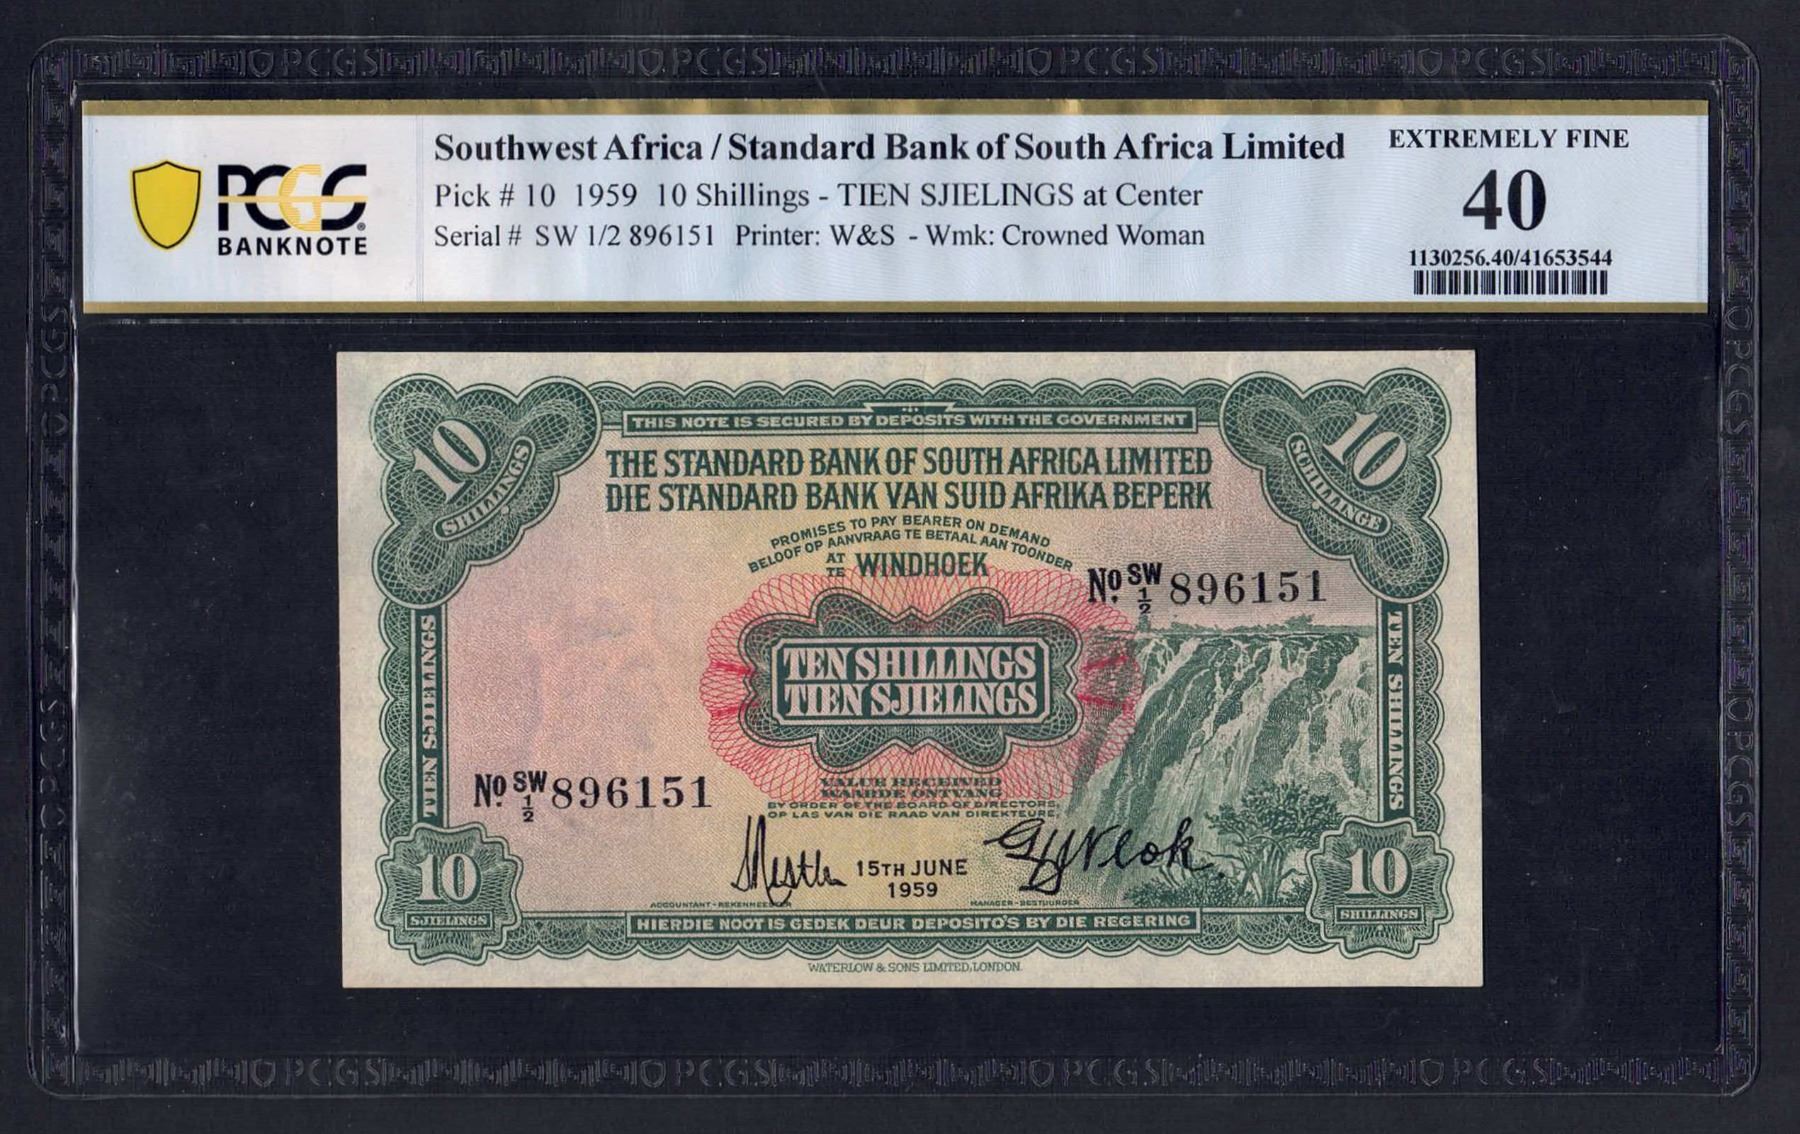 PCGS
BANKNOTE
Southwest Africa / Standard Bank of South Africa Limited
Pick # 10 1959 10 Shillings - TIEN SJIELINGS at Center
Serial # SW 1/2 896151 Printer: W&S - Wmk: Crowned Woman
EXTREMELY FINE
40
1130256.40/41653544
THIS NOTE IS SECURED BY DEPOSITS WITH THE GOVERNMENT
10
SHILLINGS
10
SHILLINGS
THE STANDARD BANK OF SOUTH AFRICA LIMITED
DIE STANDARD BANK VAN SUID AFRIKA BEPERK
PROMISES TO PAY BEARER ON DEMAND
BELOOF OP AANVRAAG TE BETAAL AAN TOONDER
AT
TE WINDHOEK
No. SW 1/2 896151
TEN SHILLINGS
TIEN SJIELINGS
TIEN SJIELINGS
TEN SHILLINGS
No. SW 1/2 896151
VALUE RECEIVED
WAARDE ONTVANG
BY ORDER OF THE BOARD OF DIRECTORS,
OP LAS VAN DIE RAAD VAN DIREKTEURE,
15TH JUNE
1959
ACCOUNTANT - REKENMEESTER
MANAGER - BESTUURDER
10
SJIELINGS
10
SHILLINGS
HIERDIE NOOT IS GEDEK DEUR DEPOSITO'S BY DIE REGERING
WATERLOW & SONS LIMITED, LONDON.